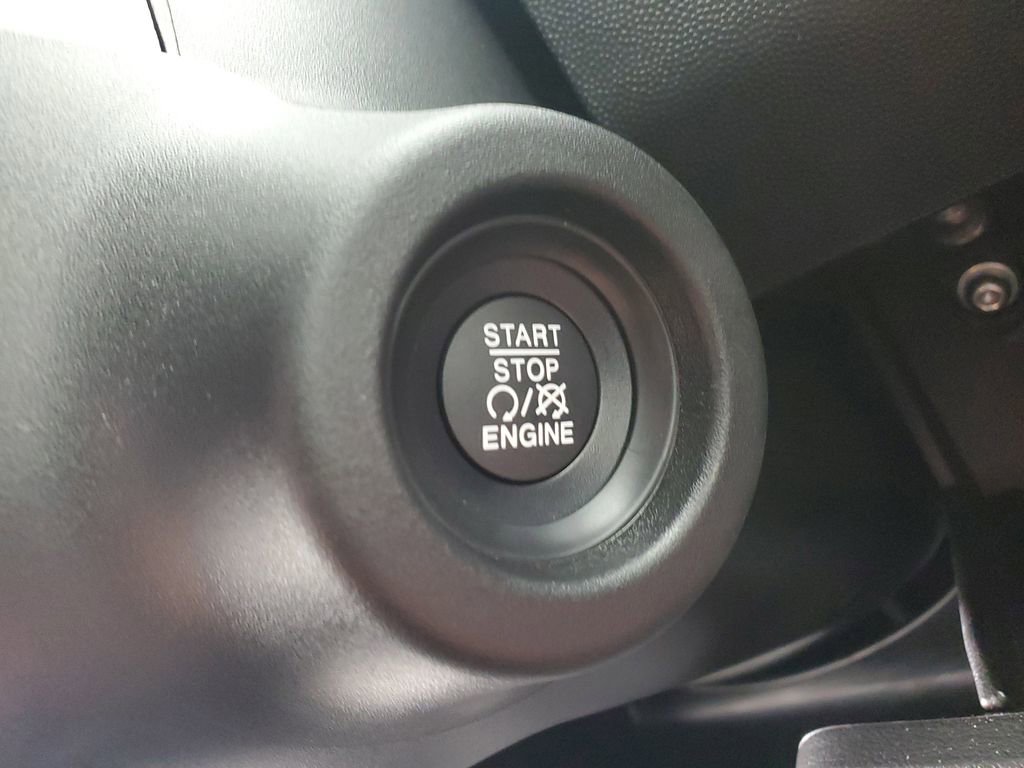 START
STOP
/
ENGINE